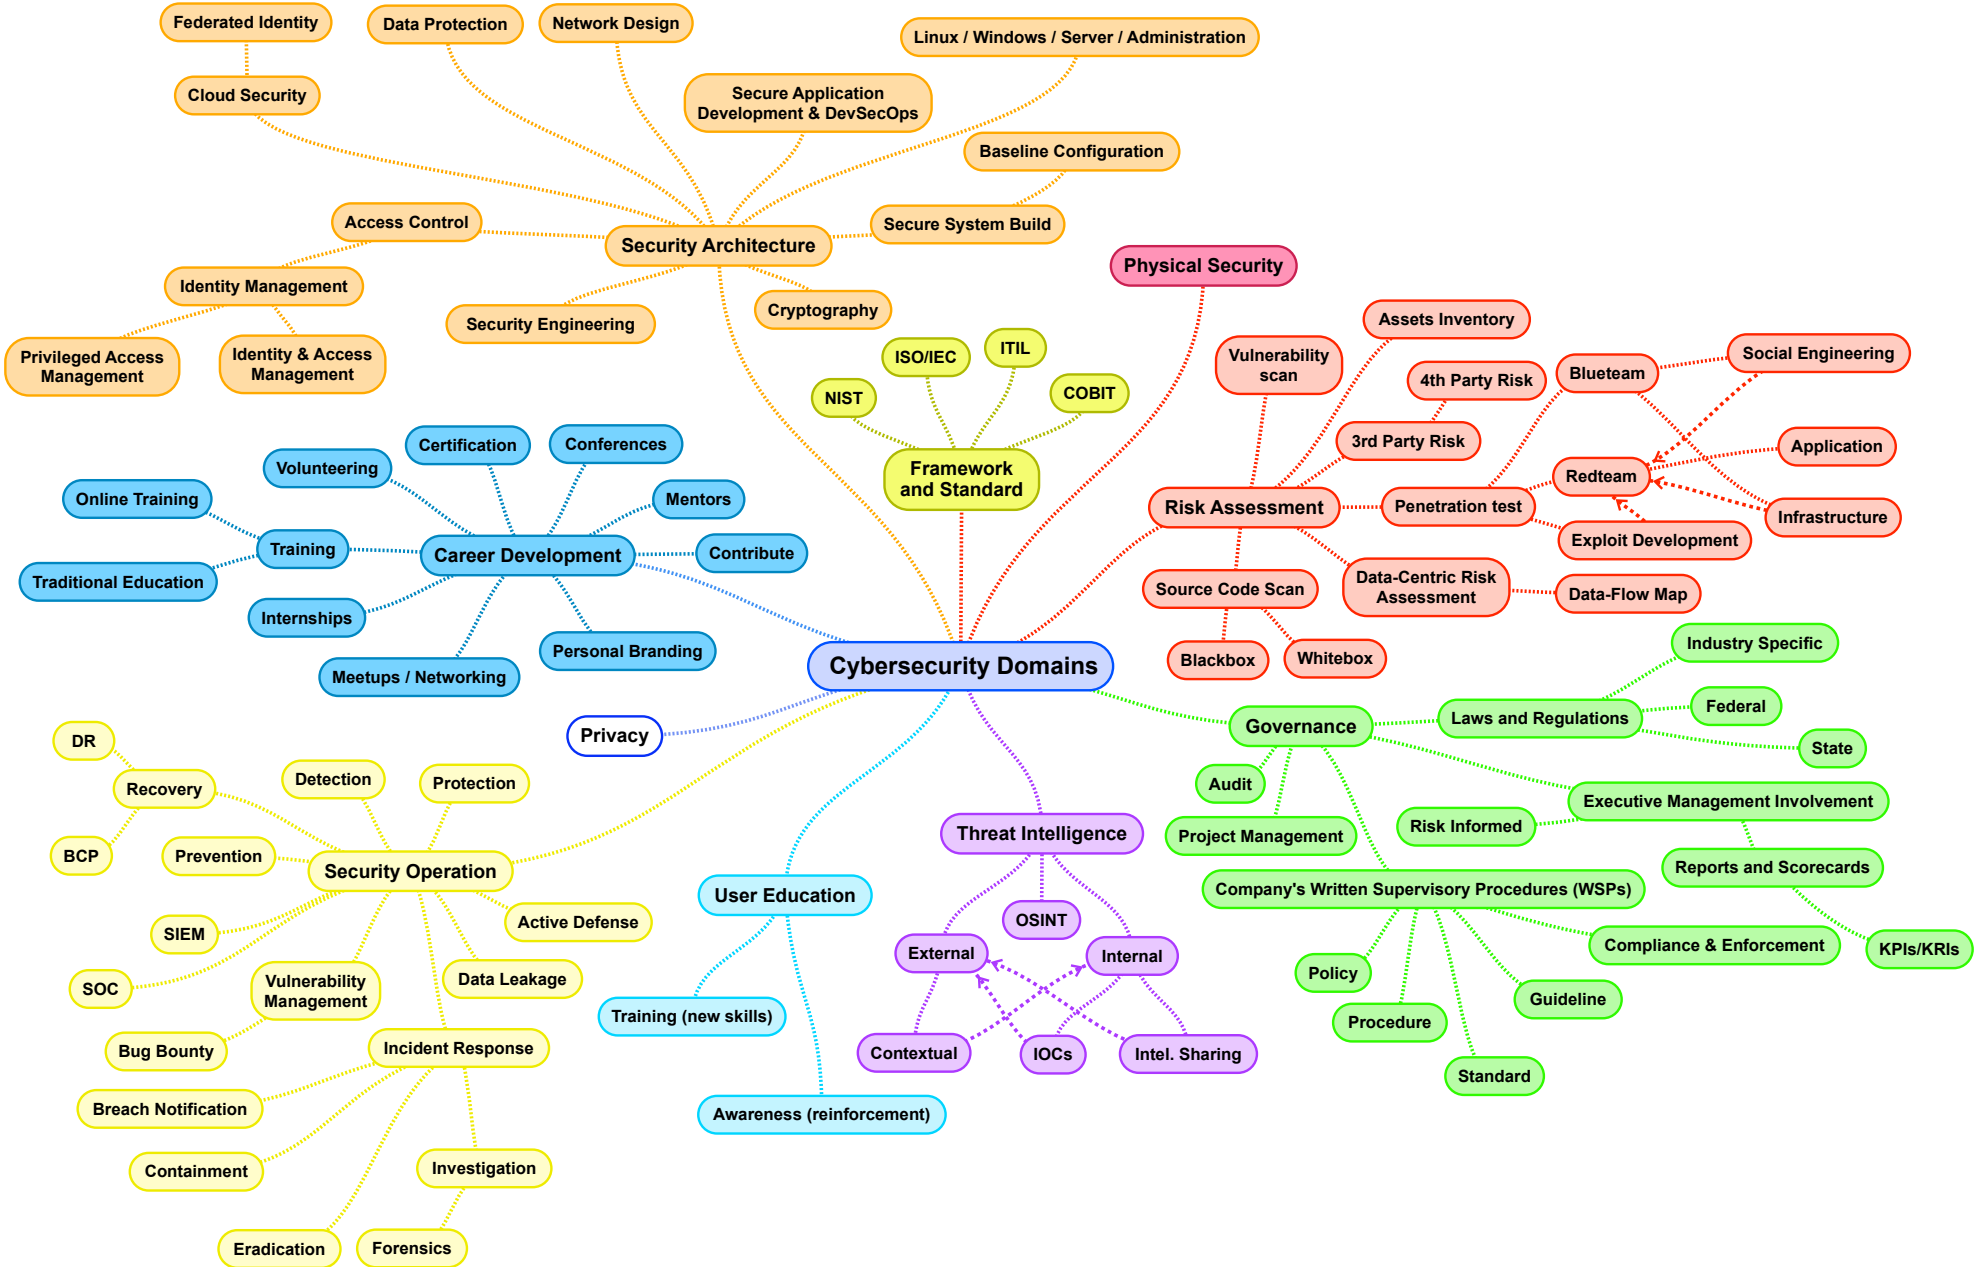 Federated Identity
Data Protection
Network Design
Linux / Windows / Server / Administration
Cloud Security
Secure Application
Development & DevSecOps
Baseline Configuration
Access Control
Security Architecture
Secure System Build
Identity Management
Security Engineering
Cryptography
Privileged Access
Management
Identity & Access
Management
Physical Security
ISO/IEC
ITIL
NIST
COBIT
Framework
and Standard
Assets Inventory
Vulnerability
scan
4th Party Risk
3rd Party Risk
Blueteam
Social Engineering
Application
Redteam
Risk Assessment
Penetration test
Infrastructure
Exploit Development
Source Code Scan
Data-Centric Risk
Assessment
Data-Flow Map
Blackbox
Whitebox
Certification
Conferences
Volunteering
Online Training
Mentors
Training
Career Development
Contribute
Traditional Education
Internships
Personal Branding
Meetups / Networking
Cybersecurity Domains
Privacy
Industry Specific
Laws and Regulations
Federal
Governance
State
Audit
Executive Management Involvement
Project Management
Risk Informed
Reports and Scorecards
Company's Written Supervisory Procedures (WSPs)
Compliance & Enforcement
KPIs/KRIs
Policy
Guideline
Procedure
Standard
DR
Recovery
Detection
Protection
BCP
Prevention
Security Operation
SIEM
Active Defense
SOC
Vulnerability
Management
Data Leakage
Bug Bounty
Incident Response
Breach Notification
Containment
Investigation
Eradication
Forensics
User Education
Training (new skills)
Awareness (reinforcement)
Threat Intelligence
OSINT
External
Internal
Contextual
IOCs
Intel. Sharing